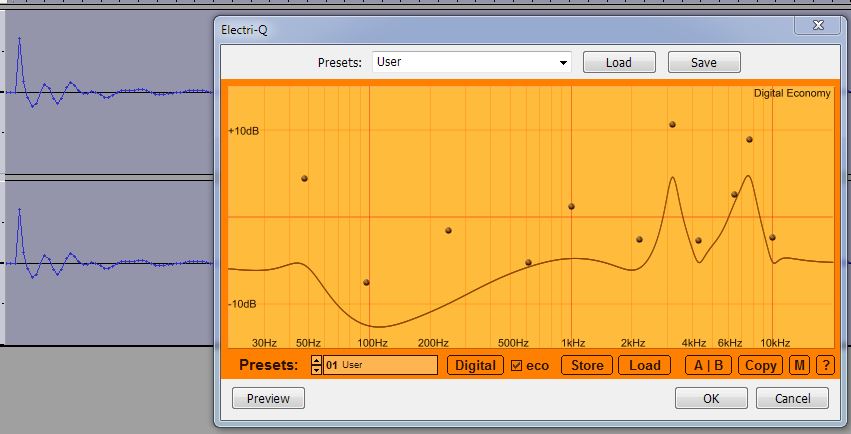 Electri-Q
Presets: User Load Save
Digital Economy
+10dB
-10dB
30Hz 50Hz 100Hz 200Hz 500Hz 1kHz 2kHz 4kHz 6kHz 10kHz
Presets: 01 User Digital eco Store Load A | B Copy M ?
Preview OK Cancel